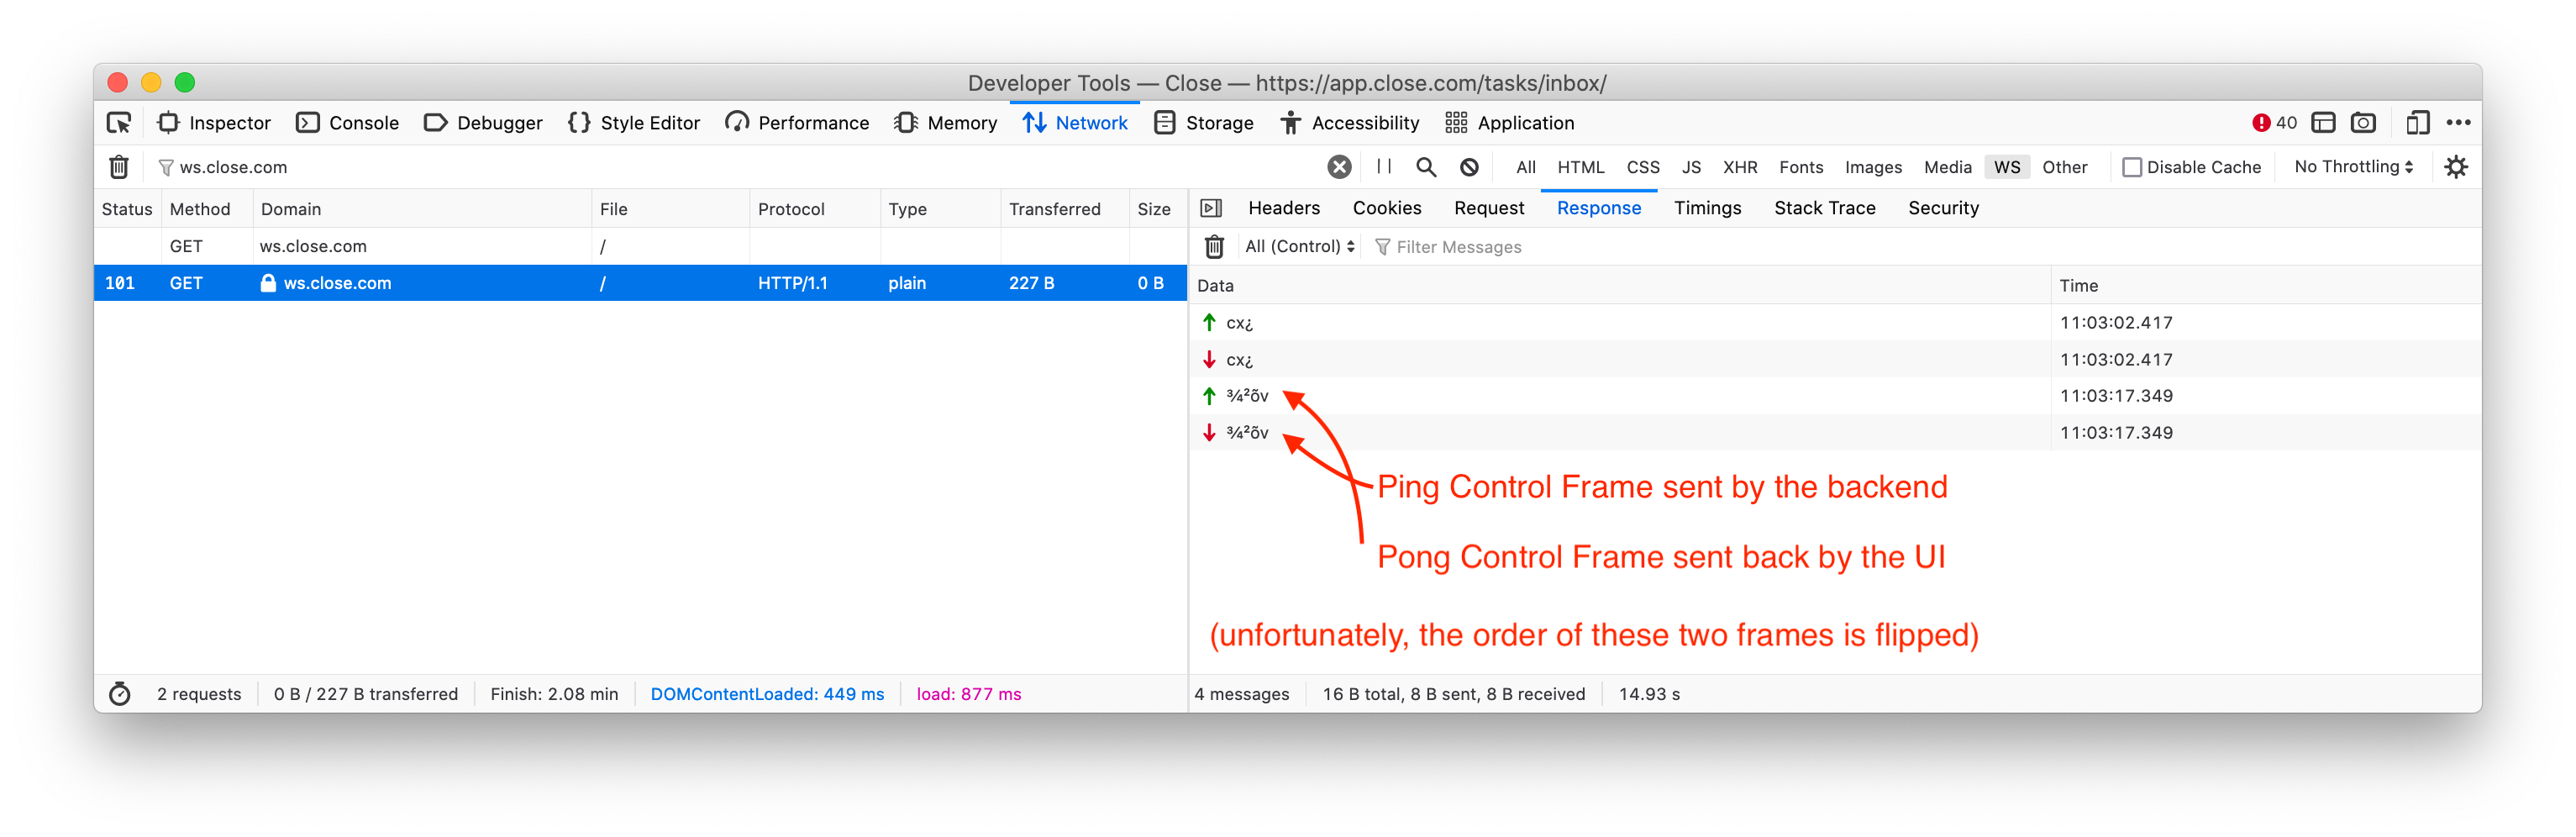 Developer Tools — Close — https://app.close.com/tasks/inbox/
Inspector Console Debugger {} Style Editor Performance Memory Network Storage Accessibility Application 40
ws.close.com All HTML CSS JS XHR Fonts Images Media WS Other Disable Cache No Throttling
Status Method Domain File Protocol Type Transferred Size
GET ws.close.com /
101 GET ws.close.com / HTTP/1.1 plain 227 B 0 B
Headers Cookies Request Response Timings Stack Trace Security
All (Control) Filter Messages
Data Time
cx¿ 11:03:02.417
cx¿ 11:03:02.417
¾²õv 11:03:17.349
¾²õv 11:03:17.349
Ping Control Frame sent by the backend
Pong Control Frame sent back by the UI
(unfortunately, the order of these two frames is flipped)
2 requests 0 B / 227 B transferred Finish: 2.08 min DOMContentLoaded: 449 ms load: 877 ms
4 messages 16 B total, 8 B sent, 8 B received 14.93 s